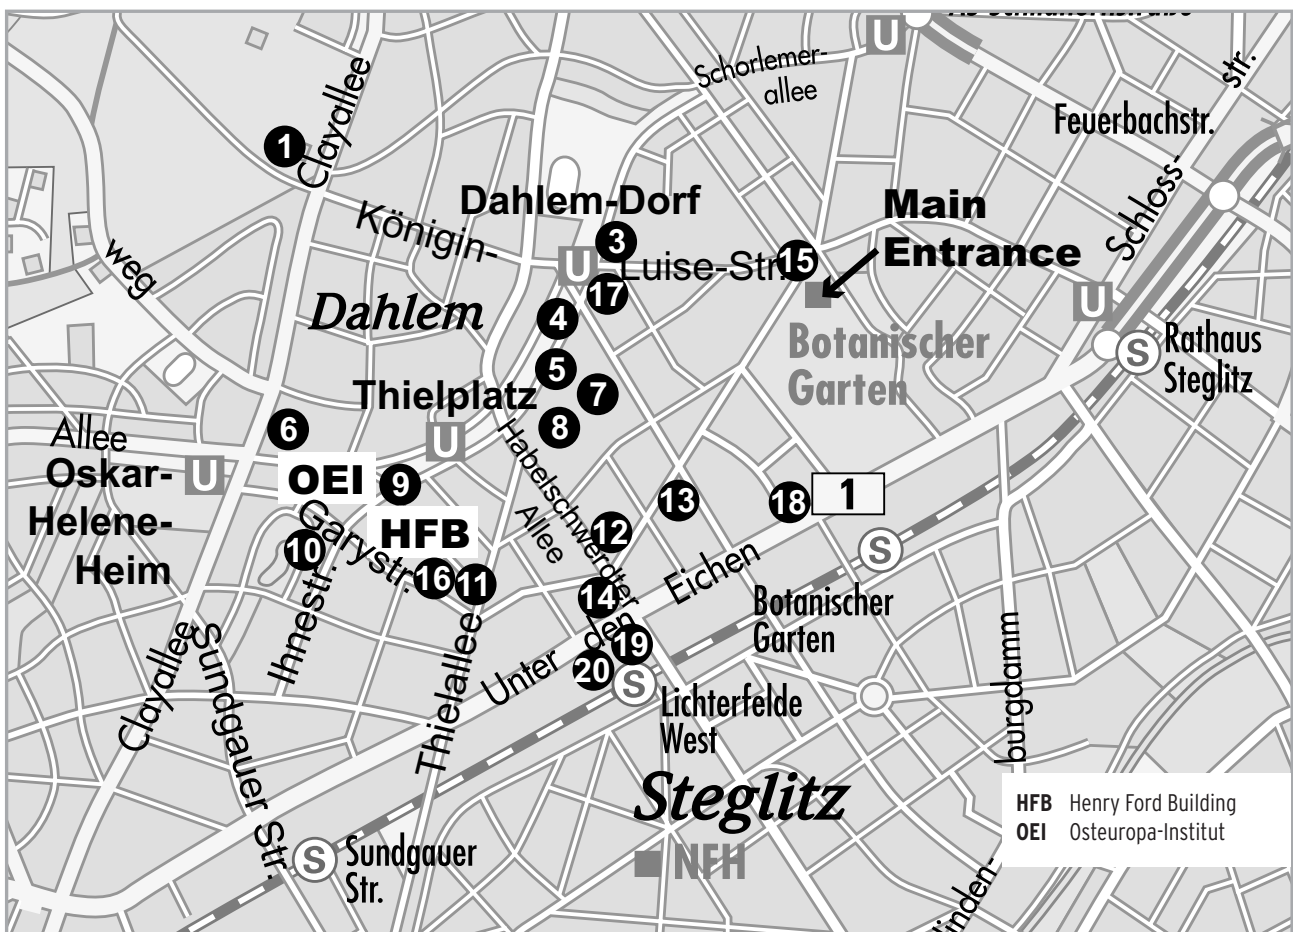 U
str.
Schorlemer-
allee
Feuerbachstr.
Clayallee
1
Schloss-
Dahlem-Dorf
Main
Entrance
Königin-
3
U
Luise-Str.
15
weg
17
U
Dahlem
4
Botanischer
Garten
S
Rathaus
Steglitz
5
7
Thielplatz
6
8
U
Allee
Oskar-
Helene-
Heim
U
OEI
9
Habelschwerdter
Allee
13
18
1
HFB
12
Garystr.
10
16
11
S
Eichen
14
Botanischer
Garten
Ihnestr.
Unter
den
19
20
S
Lichterfelde
West
Clayallee
Sundgauer Str.
Thielallee
burgdamm
Steglitz
NFH
HFB Henry Ford Building
OEI Osteuropa-Institut
S
Sundgauer
Str.